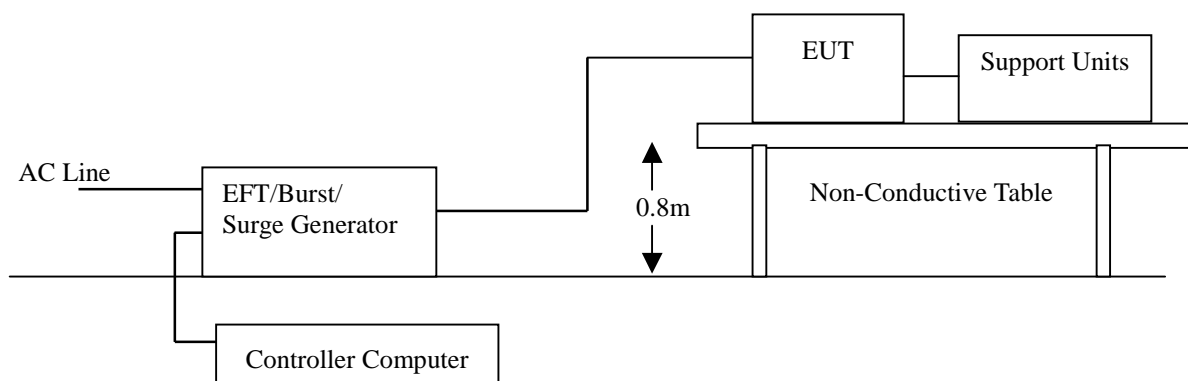 EUT
Support Units
AC Line
EFT/Burst/
Surge Generator
0.8m
Non-Conductive Table
Controller Computer